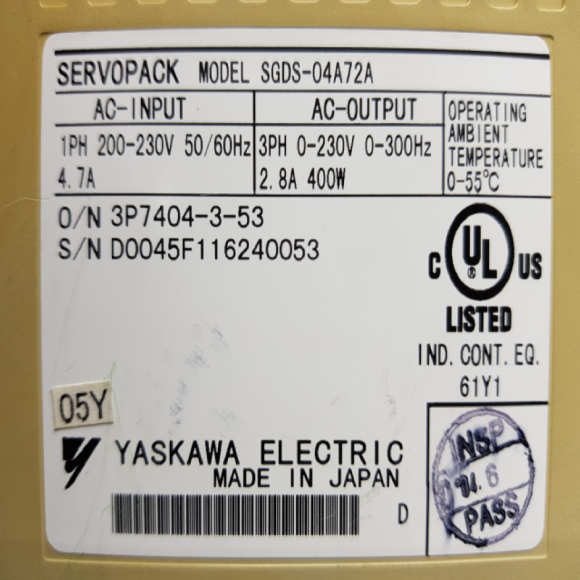 SERVOPACK MODEL SGDS-04A72A
AC-INPUT
1PH 200-230V 50/60Hz
4.7A
AC-OUTPUT
3PH 0-230V 0-300Hz
2.8A 400W
OPERATING
AMBIENT
TEMPERATURE
0-55℃
O/N 3P7404-3-53
S/N D0045F116240053
C UL US
LISTED
IND. CONT. EQ.
61Y1
05Y
YASKAWA ELECTRIC
MADE IN JAPAN
D
INSP
6
PASS